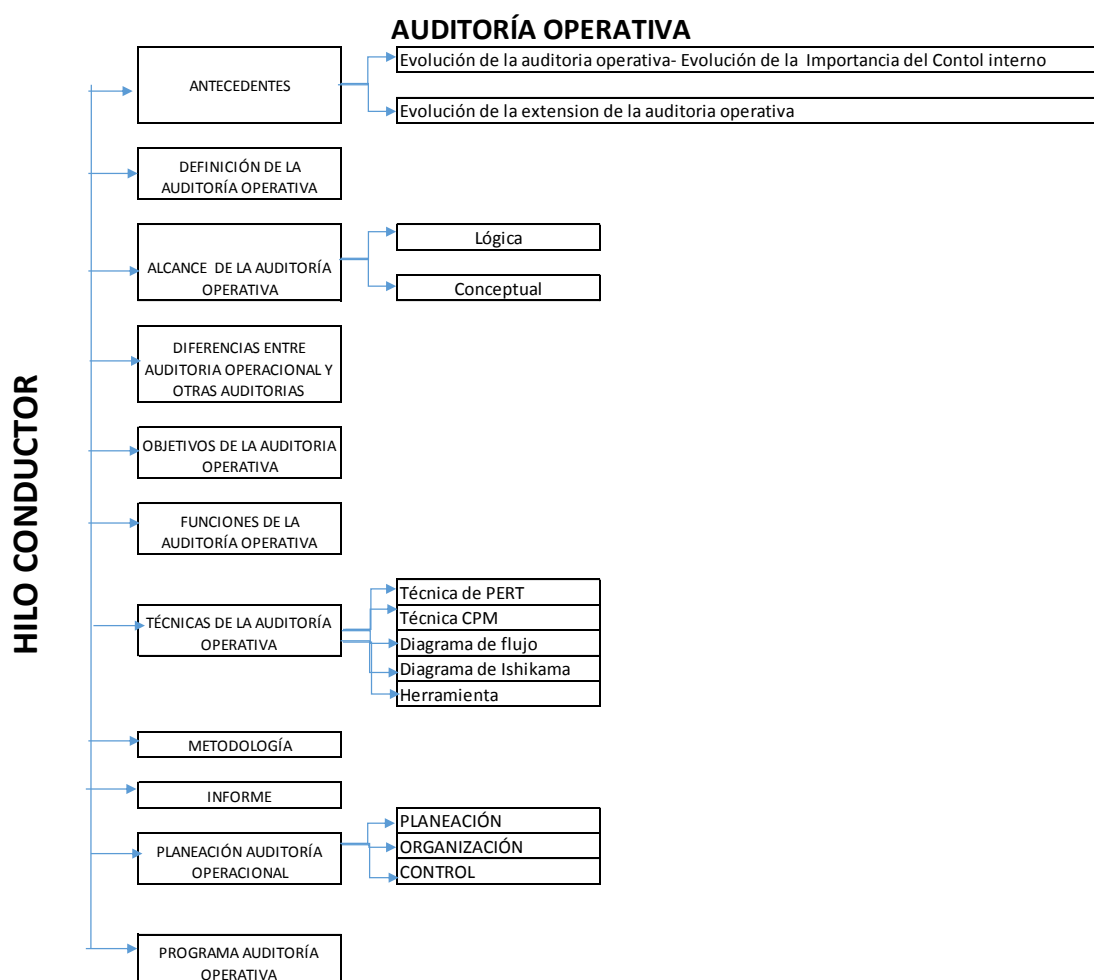 AUDITORÍA OPERATIVA
HILO CONDUCTOR
ANTECEDENTES
Evolución de la auditoria operativa- Evolución de la Importancia del Contol interno
Evolución de la extension de la auditoria operativa
DEFINICIÓN DE LA
AUDITORÍA OPERATIVA
ALCANCE DE LA AUDITORÍA
OPERATIVA
Lógica
Conceptual
DIFERENCIAS ENTRE
AUDITORIA OPERACIONAL Y
OTRAS AUDITORIAS
OBJETIVOS DE LA AUDITORIA
OPERATIVA
FUNCIONES DE LA
AUDITORÍA OPERATIVA
TÉCNICAS DE LA AUDITORÍA
OPERATIVA
Técnica de PERT
Técnica CPM
Diagrama de flujo
Diagrama de Ishikama
Herramienta
METODOLOGÍA
INFORME
PLANEACIÓN AUDITORÍA
OPERACIONAL
PLANEACIÓN
ORGANIZACIÓN
CONTROL
PROGRAMA AUDITORÍA
OPERATIVA